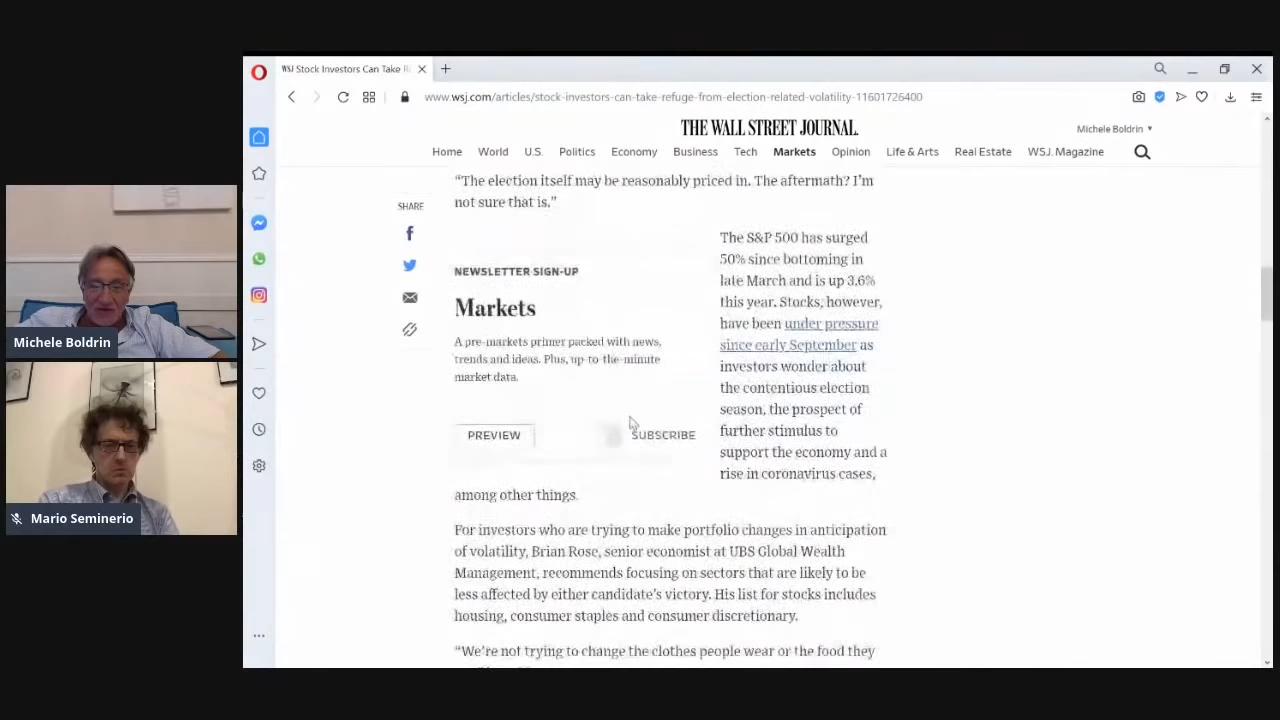 WSJ Stock Investors Can Take
www.wsj.com/articles/stock-investors-can-take-refuge-from-election-related-volatility-11601726400
THE WALL STREET JOURNAL.
Michele Boldrin
Home World U.S. Politics Economy Business Tech Markets Opinion Life & Arts Real Estate WSJ. Magazine
“The election itself may be reasonably priced in. The aftermath? I’m
not sure that is.”
SHARE
NEWSLETTER SIGN-UP
Markets
A pre-markets primer packed with news,
trends and ideas. Plus, up-to-the-minute
market data.
PREVIEW
SUBSCRIBE
The S&P 500 has surged
50% since bottoming in
late March and is up 3.6%
this year. Stocks, however,
have been under pressure
since early September as
investors wonder about
the contentious election
season, the prospect of
further stimulus to
support the economy and a
rise in coronavirus cases,
among other things.
For investors who are trying to make portfolio changes in anticipation
of volatility, Brian Rose, senior economist at UBS Global Wealth
Management, recommends focusing on sectors that are likely to be
less affected by either candidate’s victory. His list for stocks includes
housing, consumer staples and consumer discretionary.
“We’re not trying to change the clothes people wear or the food they
Michele Boldrin
Mario Seminerio